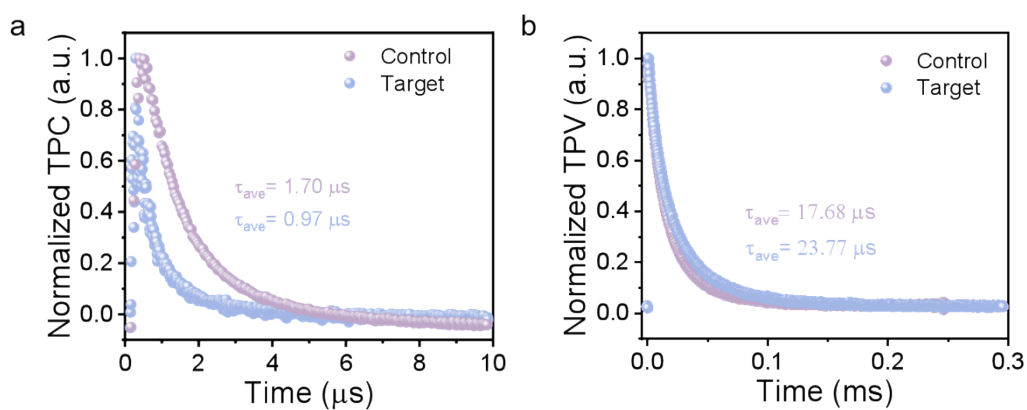 a
Normalized TPC (a.u.)
1.0
0.8
0.6
0.4
0.2
0.0
Control
Target
τave= 1.70 μs
τave= 0.97 μs
0 2 4 6 8 10
Time (μs)
b
Normalized TPV (a.u.)
1.0
0.8
0.6
0.4
0.2
0.0
Control
Target
τave= 17.68 μs
τave= 23.77 μs
0.0 0.1 0.2 0.3
Time (ms)